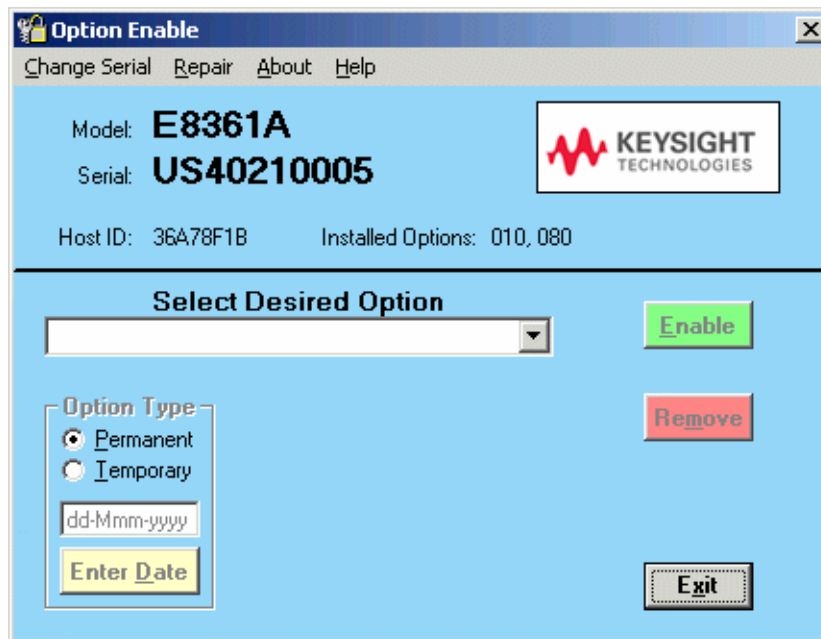 Option Enable
Change Serial Repair About Help
Model: E8361A
Serial: US40210005
KEYSIGHT
TECHNOLOGIES
Host ID: 36A78F1B Installed Options: 010, 080
Select Desired Option
Enable
Option Type
Remove
Permanent
Temporary
dd-Mmm-yyyy
Enter Date
Exit